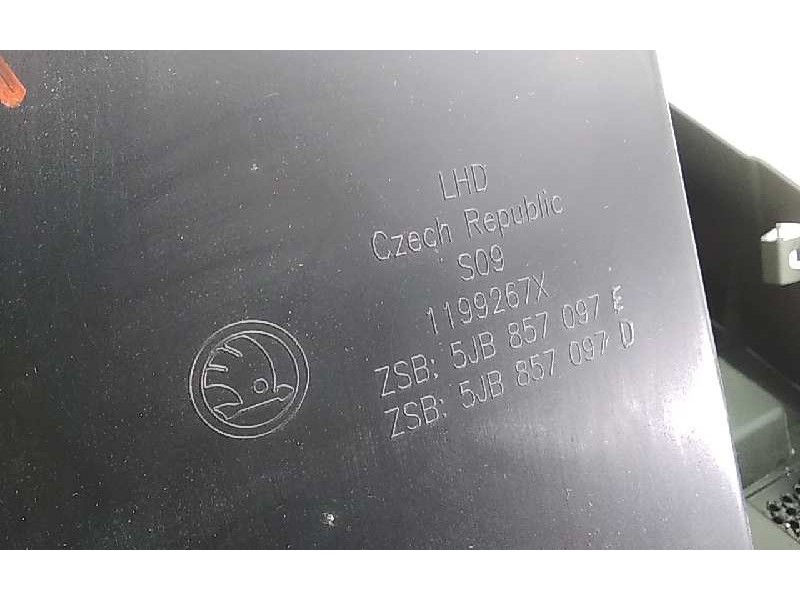 LHD
Czech Republic
S09
1199267X
ZSB: 5JB 857 097 E
ZSB: 5JB 857 097 D